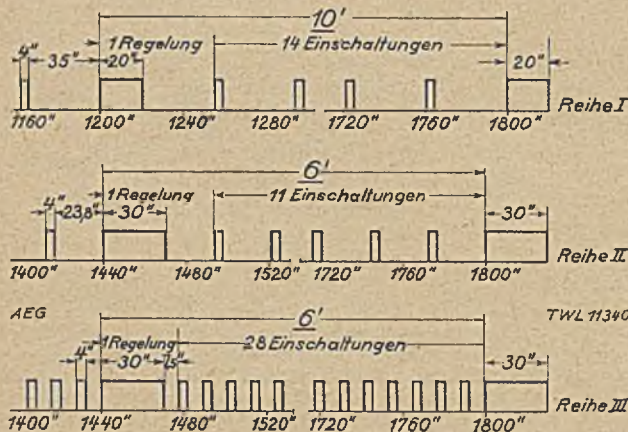 10'
1 Regelung 14 Einschaltungen
4" 35" 20" 20"
1160" 1200" 1240" 1280" 1720" 1760" 1800" Reihe I
6'
1 Regelung 11 Einschaltungen
4" 23,8" 30" 30"
1400" 1440" 1480" 1520" 1720" 1760" 1800" Reihe II
AEG TWL 11340
6'
1 Regelung 28 Einschaltungen
4" 30" 7,5" 30"
1400" 1440" 1480" 1520" 1720" 1760" 1800" Reihe III